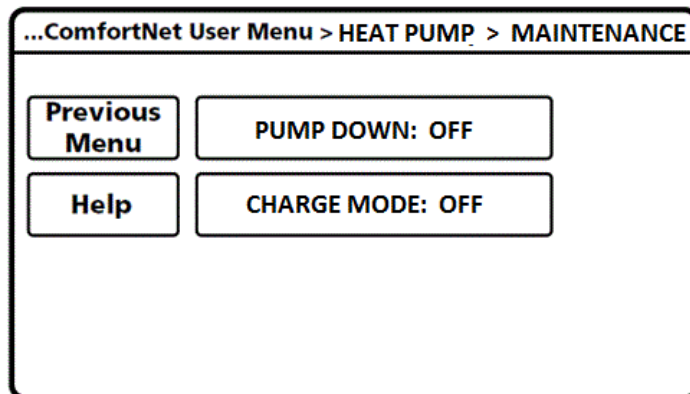 ...ComfortNet User Menu > HEAT PUMP > MAINTENANCE
Previous
Menu
PUMP DOWN: OFF
Help
CHARGE MODE: OFF